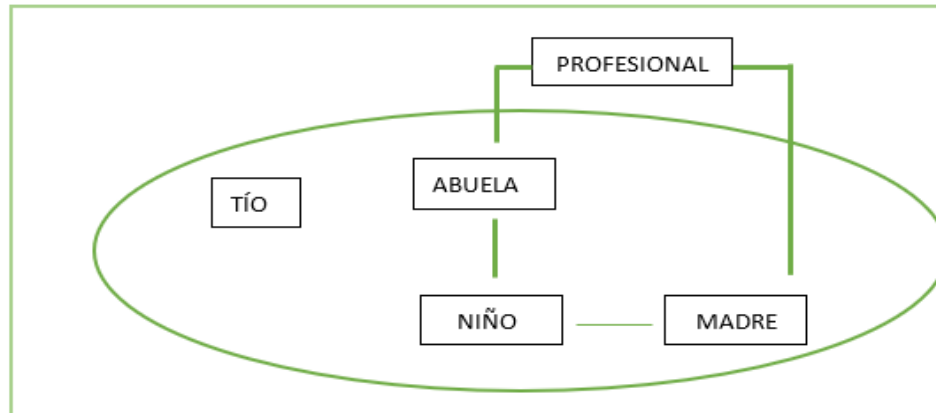 PROFESIONAL
ABUELA
TÍO
NIÑO
MADRE